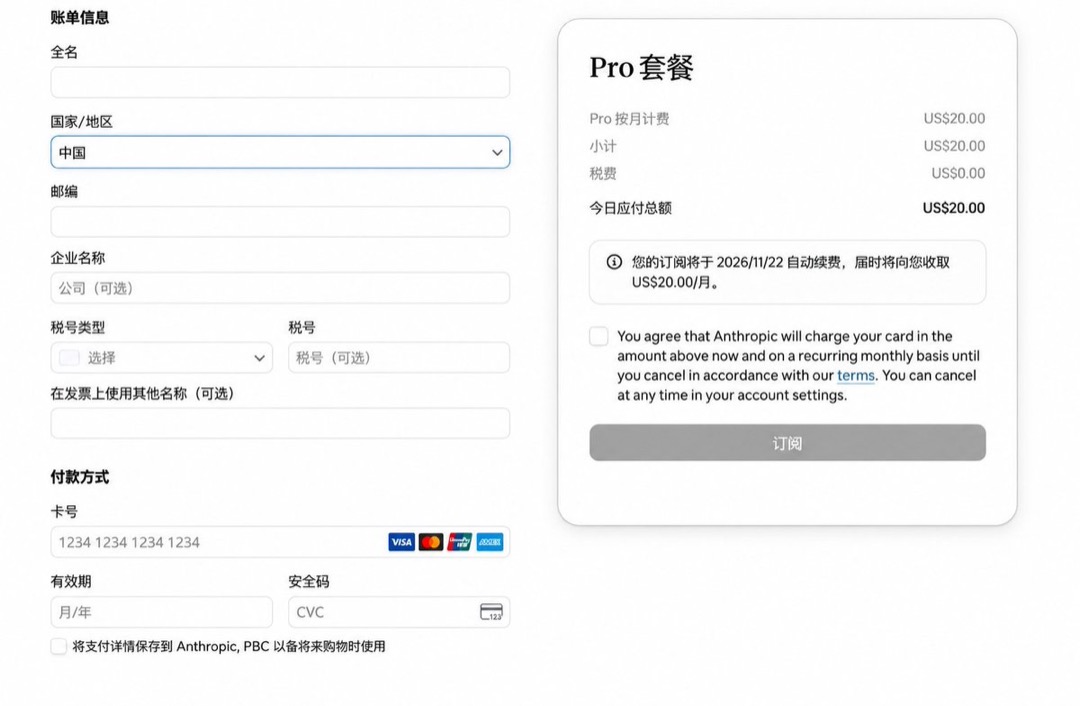 账单信息
全名
国家/地区
中国
邮编
企业名称
公司（可选）
税号类型
税号
选择
税号（可选）
在发票上使用其他名称（可选）
付款方式
卡号
1234 1234 1234 1234
VISA
有效期
安全码
月/年
CVC
123
将支付详情保存到 Anthropic, PBC 以备将来购物时使用
Pro 套餐
Pro 按月计费 US$20.00
小计 US$20.00
税费 US$0.00
今日应付总额 US$20.00
您的订阅将于 2026/11/22 自动续费，届时将向您收取
US$20.00/月。
You agree that Anthropic will charge your card in the
amount above now and on a recurring monthly basis until
you cancel in accordance with our terms. You can cancel
at any time in your account settings.
订阅